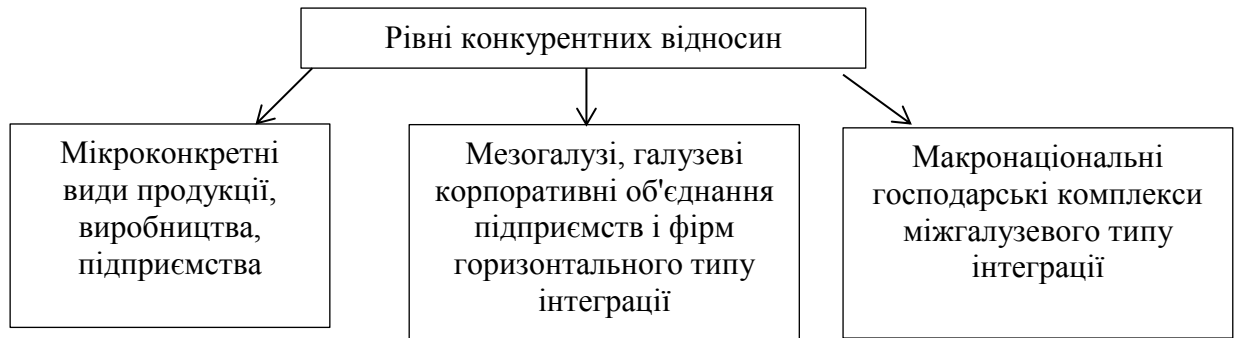 Рівні конкурентних відносин
Мікроконкретні
види продукції,
виробництва,
підприємства
Мезогалузі, галузеві
корпоративні об'єднання
підприємств і фірм
горизонтального типу
інтеграції
Макронаціональні
господарські комплекси
міжгалузевого типу
інтеграції